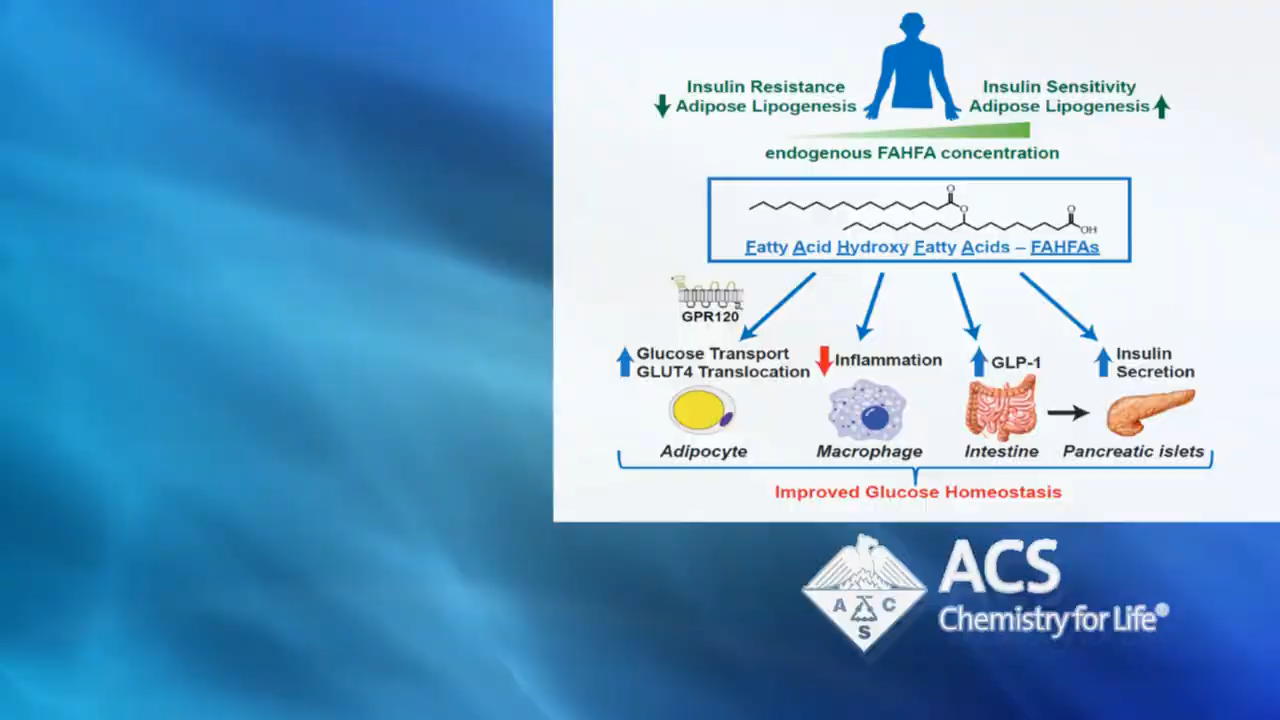 Insulin Resistance
Adipose Lipogenesis
Insulin Sensitivity
Adipose Lipogenesis
endogenous FAHFA concentration
O
O
O
OH
Fatty Acid Hydroxy Fatty Acids – FAHFAs
GPR120
Glucose Transport
GLUT4 Translocation
Inflammation
GLP-1
Insulin
Secretion
Adipocyte
Macrophage
Intestine
Pancreatic islets
Improved Glucose Homeostasis
A C
S
ACS
Chemistry for Life®